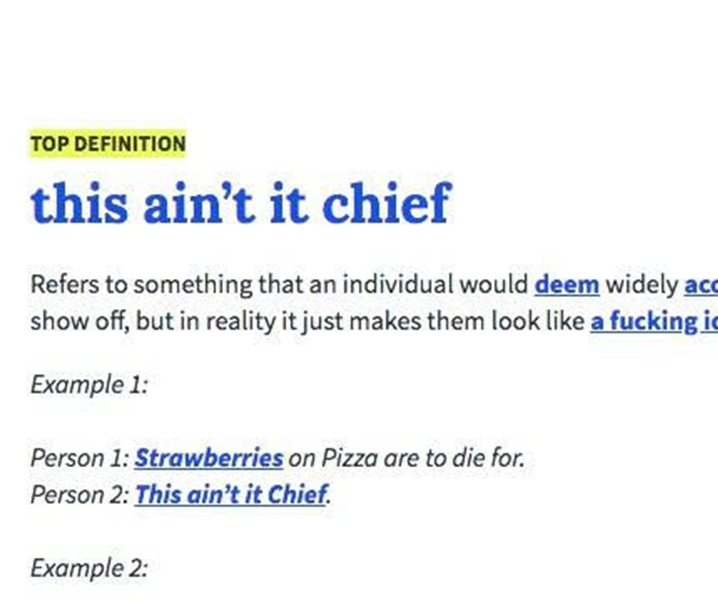 TOP DEFINITION
this ain't it chief
Refers to something that an individual would deem widely
show off, but in reality it just makes them look like a fucking
Example 1:
Person 1: Strawberries on Pizza are to die for.
Person 2: This ain't it Chief.
Example 2: